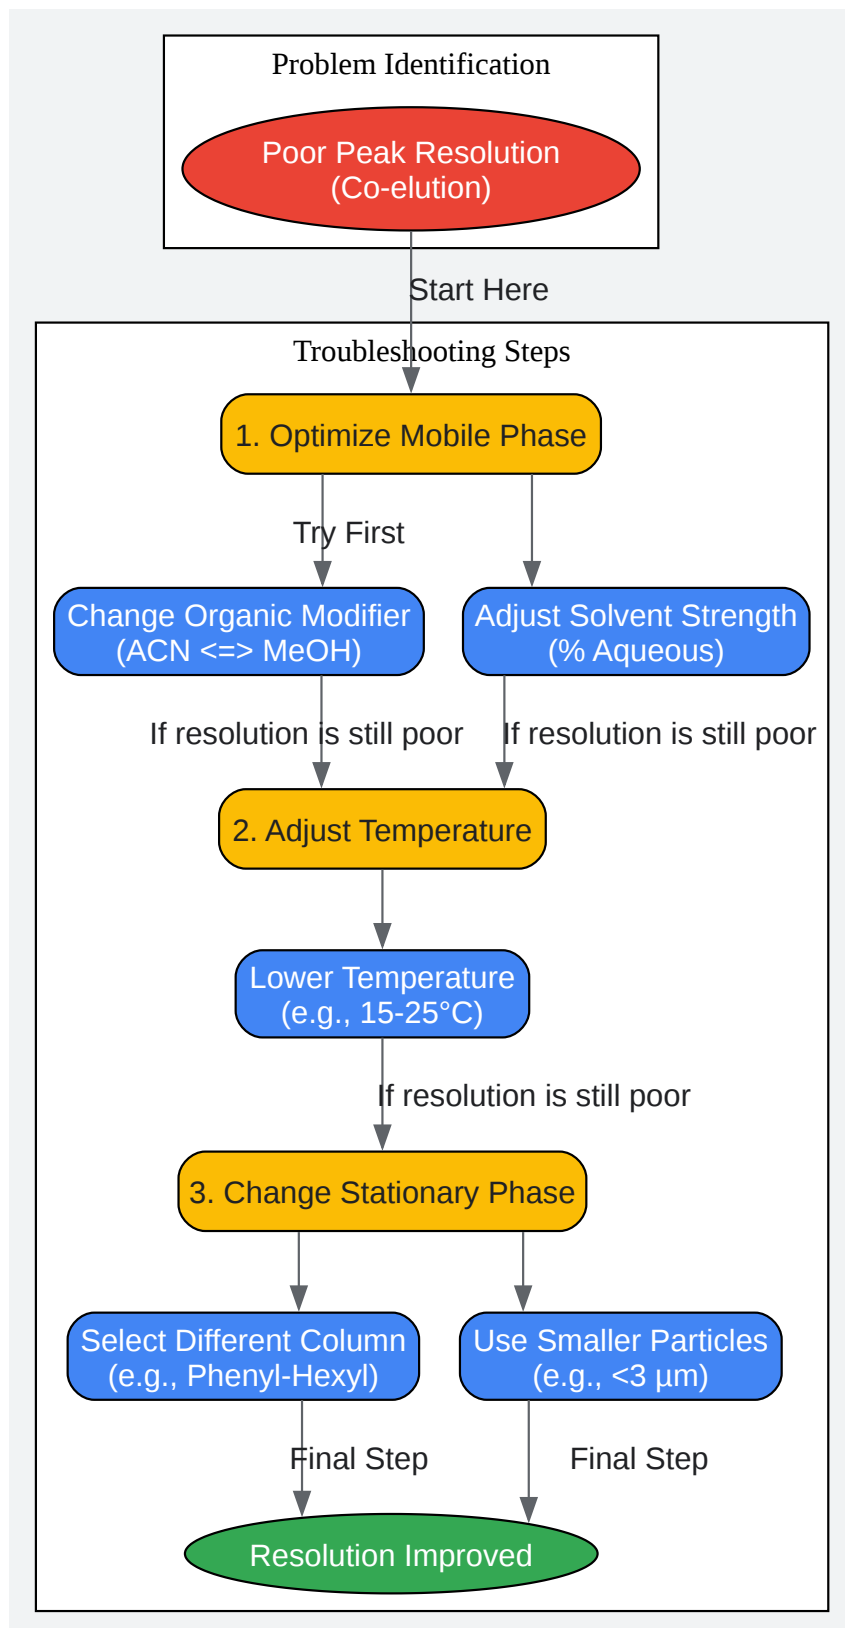 Problem Identification
Poor Peak Resolution
(Co-elution)
Start Here
Troubleshooting Steps
1. Optimize Mobile Phase
Try First
Change Organic Modifier
(ACN <=> MeOH)
Adjust Solvent Strength
(% Aqueous)
If resolution is still poor
If resolution is still poor
2. Adjust Temperature
Lower Temperature
(e.g., 15-25°C)
If resolution is still poor
3. Change Stationary Phase
Select Different Column
(e.g., Phenyl-Hexyl)
Use Smaller Particles
(e.g., <3 µm)
Final Step
Final Step
Resolution Improved